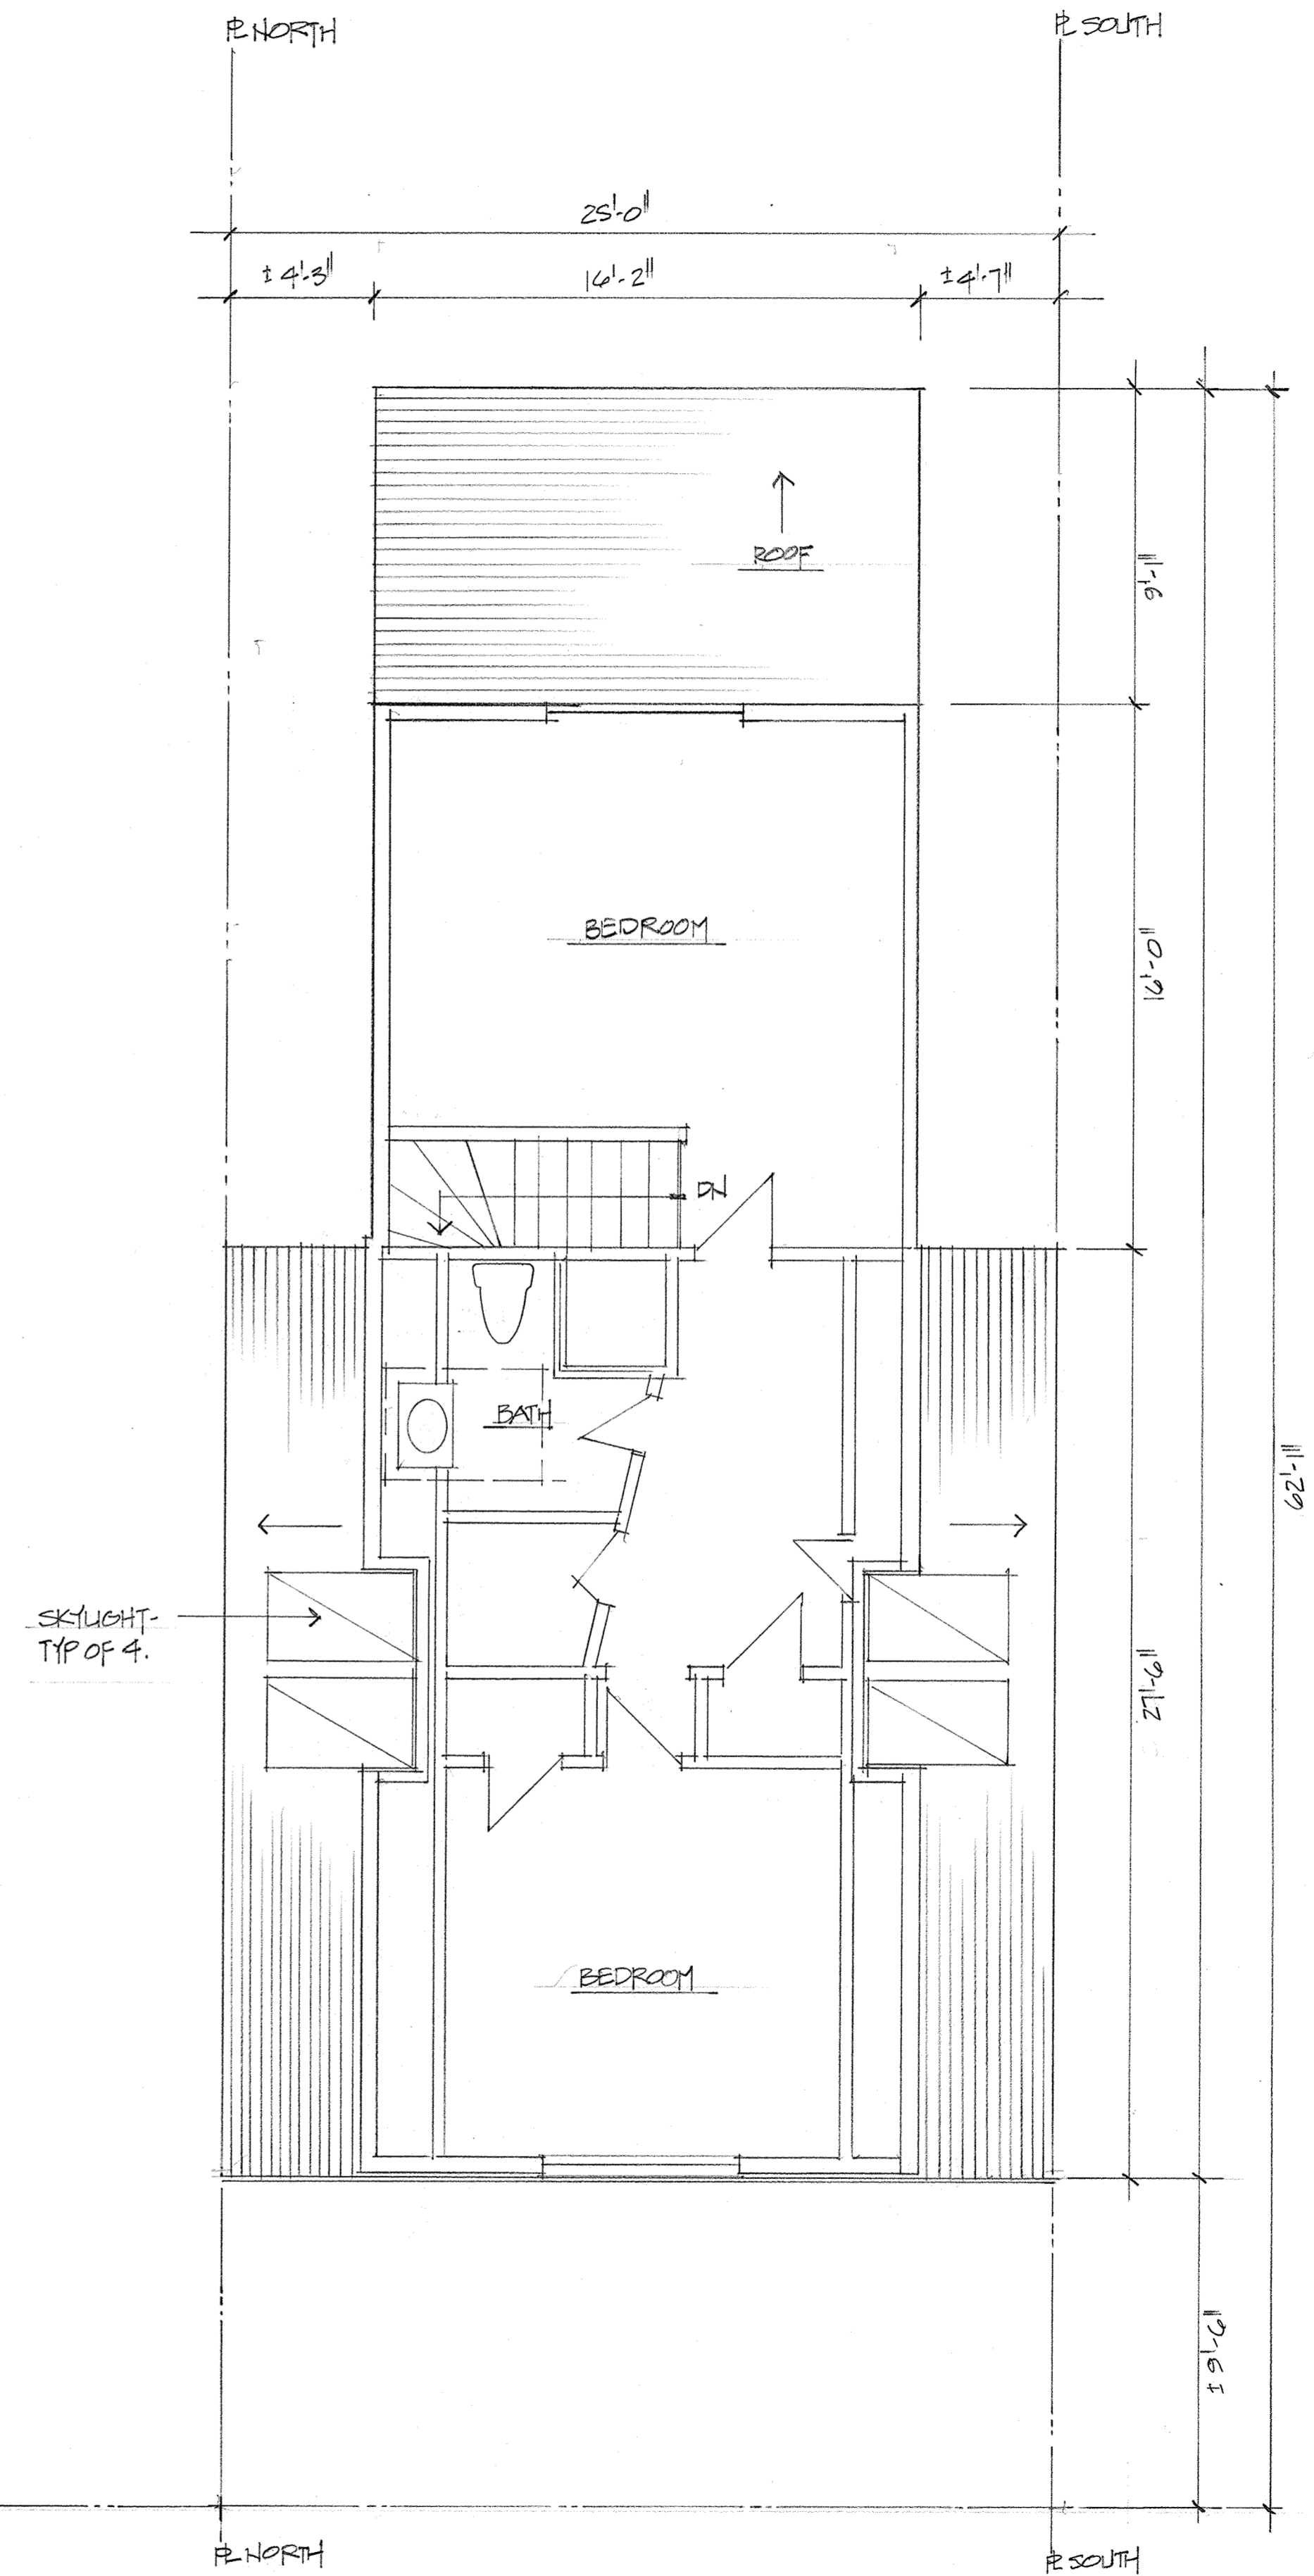 PL NORTH
PL SOUTH
25'-0"
±4'-3"
16'-2"
±4'-7"
ROOF
9'-1"
BEDROOM
16'-0"
DN
BATH
62'-1"
SKYLIGHT-
TYP OF 4.
27'-6"
BEDROOM
±9'-6"
PL NORTH
PL SOUTH